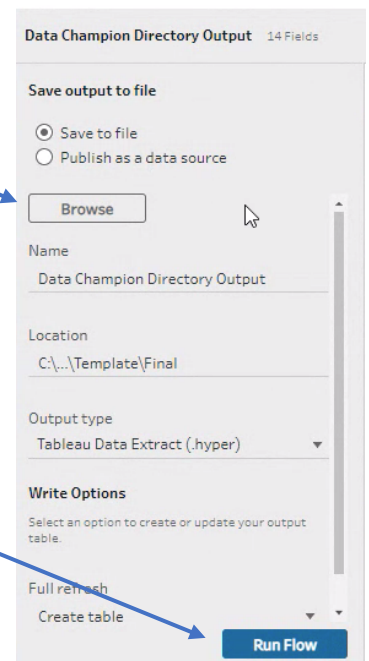 Data Champion Directory Output 14 Fields
Save output to file
Save to file
Publish as a data source
Browse
Name
Data Champion Directory Output
Location
C:\...\Template\Final
Output type
Tableau Data Extract (.hyper)
Write Options
Select an option to create or update your output
table.
Full refresh
Create table
Run Flow